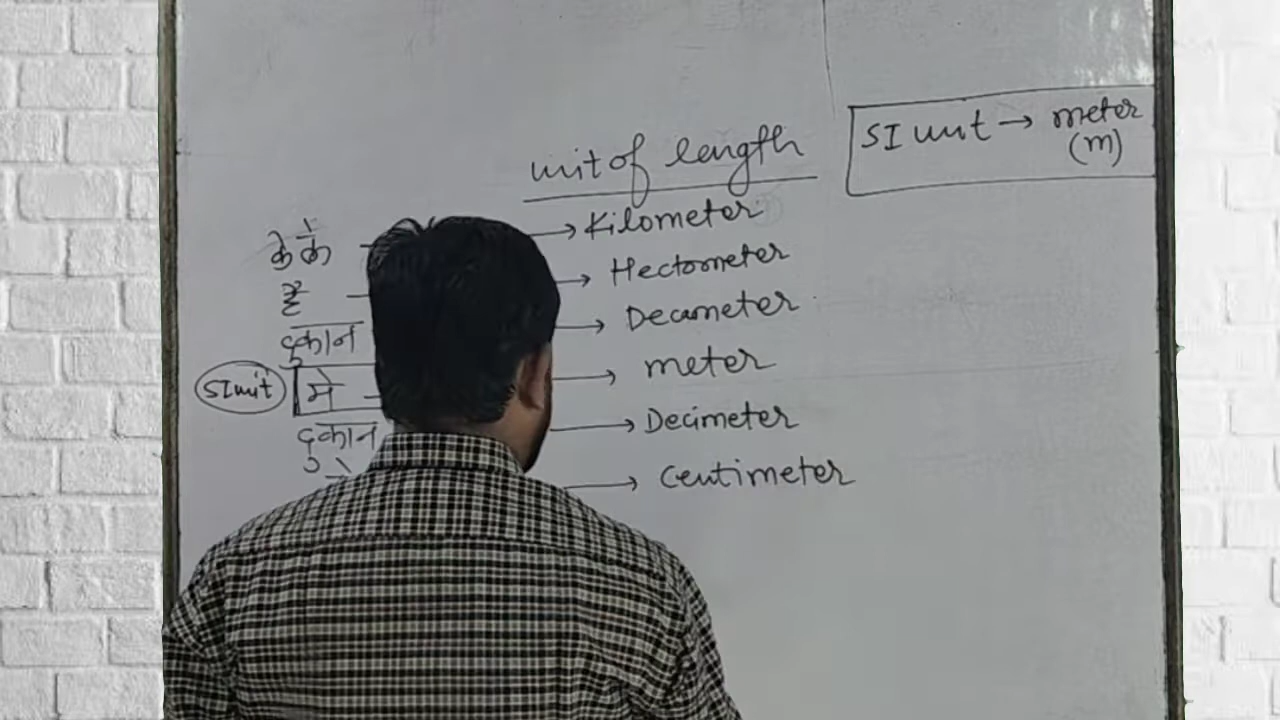 SI unit → meter
(m)
unit of length
के कें → Kilometer
है → Hectometer
दुकान → Decameter
SI unit मे → meter
दुकान → Decimeter
→ centimeter